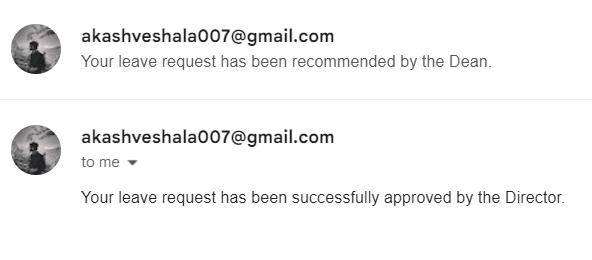 akashveshala007@gmail.com
Your leave request has been recommended by the Dean.
akashveshala007@gmail.com
to me
Your leave request has been successfully approved by the Director.